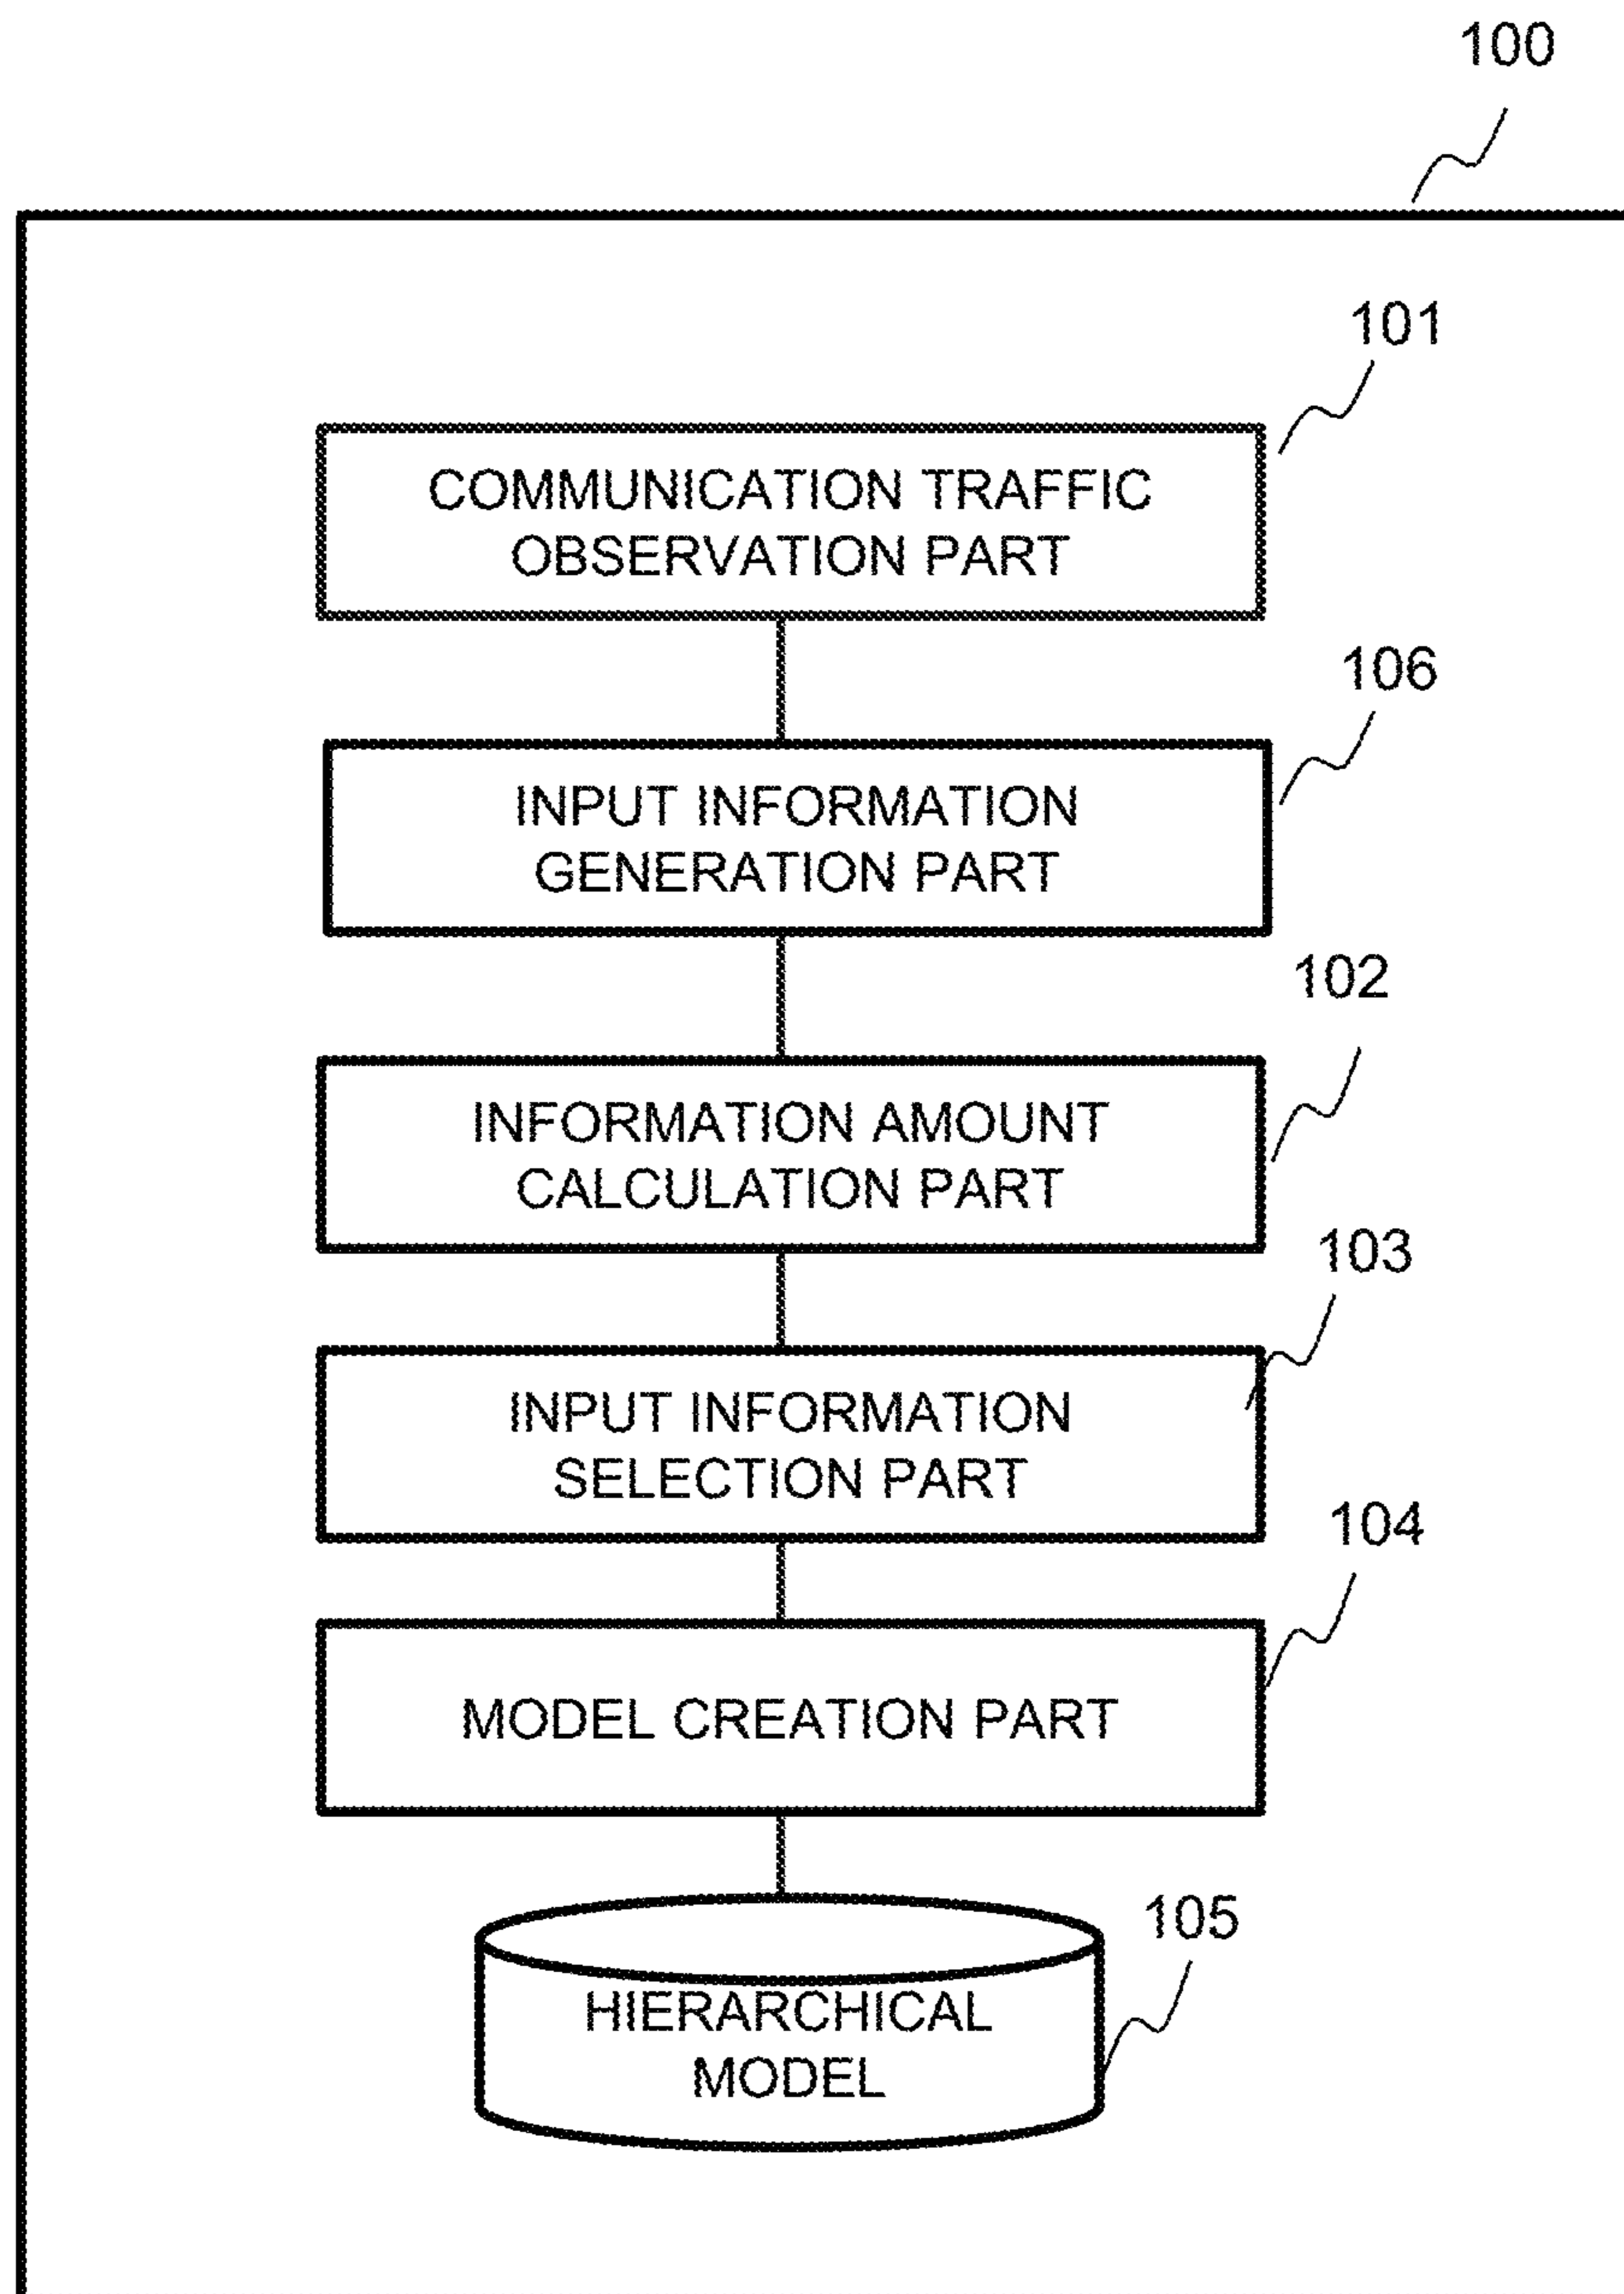 100
101
COMMUNICATION TRAFFIC
OBSERVATION PART
106
INPUT INFORMATION
GENERATION PART
102
INFORMATION AMOUNT
CALCULATION PART
103
INPUT INFORMATION
SELECTION PART
104
MODEL CREATION PART
105
HIERARCHICAL
MODEL